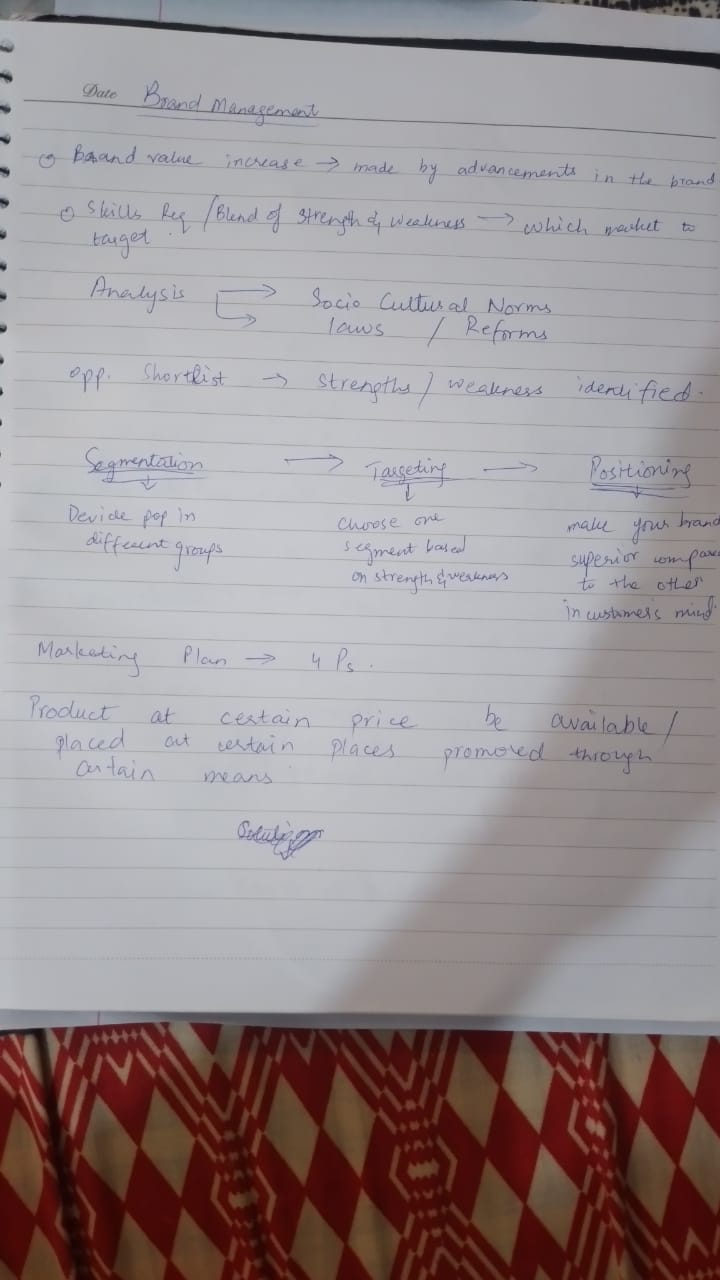 Date Brand Management
Brand value increase → made by advancements in the brand
Skills Req / Blend of Strength & weakness → which market to
target.
Analysis → Socio Cultural Norms
→ laws / Reforms
Opp. Shortlist → Strengths / weakness identified.
Segmentation → Targeting → Positioning
Devide pop in
different groups
choose one
segment based
on strength & weakness
make your brand
superior compare
to the other
in customer's mind.
Marketing Plan → 4 Ps.
Product at certain price be available /
placed at certain places promoted through
certain means